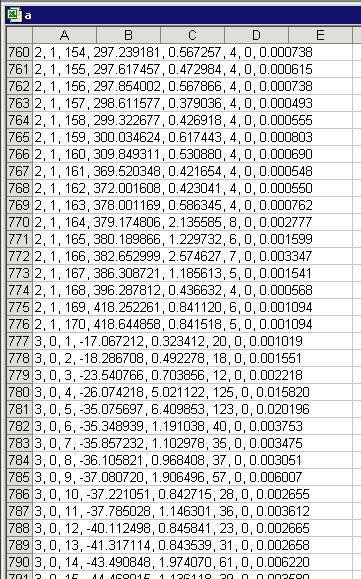 a
A B C D E
760 2, 1, 154, 297.239181, 0.567257, 4, 0, 0.000738
761 2, 1, 155, 297.617457, 0.472984, 4, 0, 0.000615
762 2, 1, 156, 297.854002, 0.567866, 4, 0, 0.000738
763 2, 1, 157, 298.611577, 0.379036, 4, 0, 0.000493
764 2, 1, 158, 299.322677, 0.426918, 4, 0, 0.000555
765 2, 1, 159, 300.034624, 0.617443, 4, 0, 0.000803
766 2, 1, 160, 309.849311, 0.530880, 4, 0, 0.000690
767 2, 1, 161, 369.520348, 0.421654, 4, 0, 0.000548
768 2, 1, 162, 372.001608, 0.423041, 4, 0, 0.000550
769 2, 1, 163, 378.001169, 0.586345, 4, 0, 0.000762
770 2, 1, 164, 379.174806, 2.135585, 8, 0, 0.002777
771 2, 1, 165, 380.189866, 1.229732, 6, 0, 0.001599
772 2, 1, 166, 382.652999, 2.574627, 7, 0, 0.003347
773 2, 1, 167, 386.308721, 1.185613, 5, 0, 0.001541
774 2, 1, 168, 396.287812, 0.436632, 4, 0, 0.000568
775 2, 1, 169, 418.252261, 0.841120, 6, 0, 0.001094
776 2, 1, 170, 418.644858, 0.841518, 5, 0, 0.001094
777 3, 0, 1, -17.067212, 0.323412, 20, 0, 0.001019
778 3, 0, 2, -18.286708, 0.492278, 18, 0, 0.001551
779 3, 0, 3, -23.540766, 0.703856, 12, 0, 0.002218
780 3, 0, 4, -26.074218, 5.021122, 125, 0, 0.015820
781 3, 0, 5, -35.075697, 6.409853, 123, 0, 0.020196
782 3, 0, 6, -35.348939, 1.191038, 40, 0, 0.003753
783 3, 0, 7, -35.857232, 1.102978, 35, 0, 0.003475
784 3, 0, 8, -36.105821, 0.968408, 37, 0, 0.003051
785 3, 0, 9, -37.080720, 1.906496, 57, 0, 0.006007
786 3, 0, 10, -37.221051, 0.842715, 28, 0, 0.002655
787 3, 0, 11, -37.785028, 1.146301, 36, 0, 0.003612
788 3, 0, 12, -40.112498, 0.845841, 23, 0, 0.002665
789 3, 0, 13, -41.317114, 0.843539, 31, 0, 0.002658
790 3, 0, 14, -43.490848, 1.974070, 61, 0, 0.006220
791 3, 0, 15,